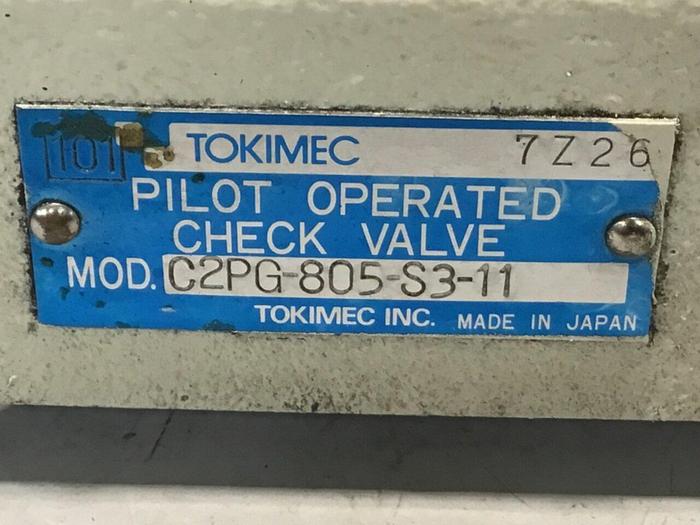 101 TOKIMEC 7Z26
PILOT OPERATED
CHECK VALVE
MOD. C2PG-805-S3-11
TOKIMEC INC. MADE IN JAPAN